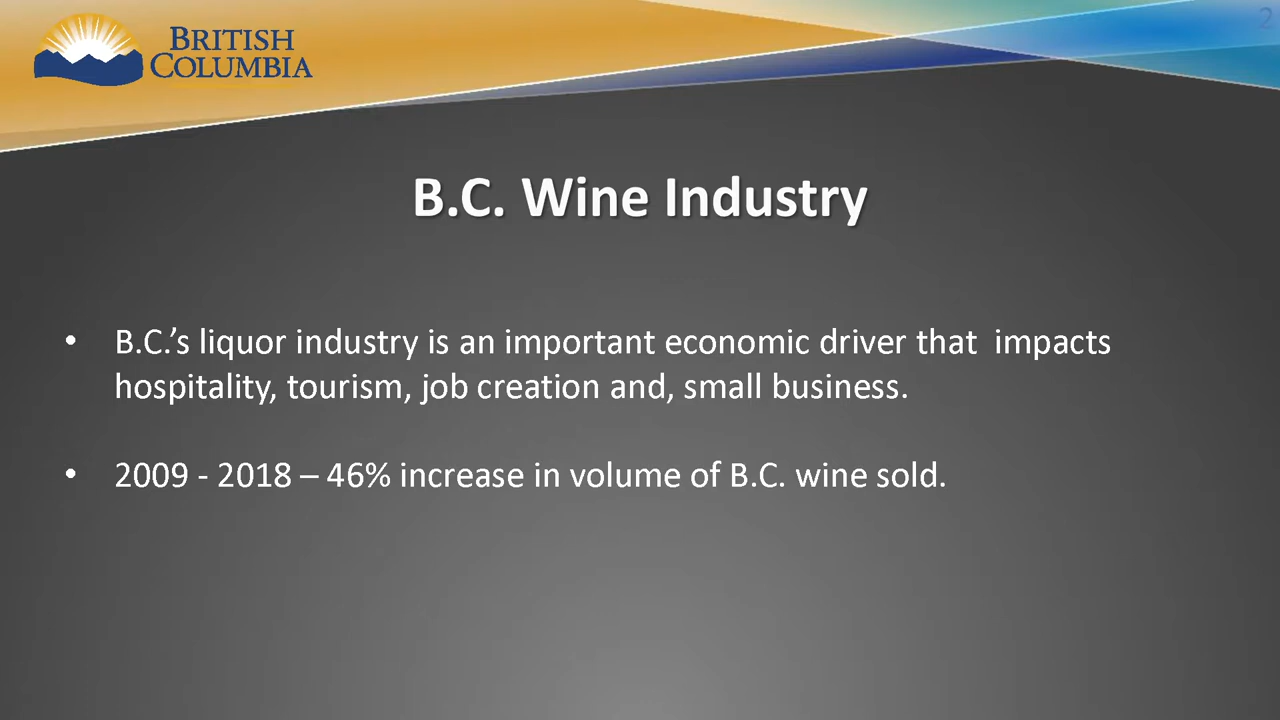 2
BRITISH
COLUMBIA
B.C. Wine Industry
• B.C.’s liquor industry is an important economic driver that  impacts
hospitality, tourism, job creation and, small business.
• 2009 - 2018 – 46% increase in volume of B.C. wine sold.